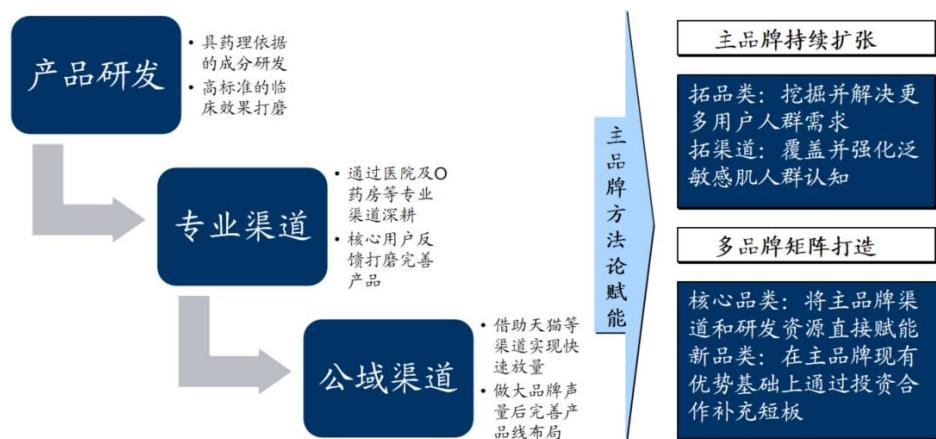 产品研发
• 具药理依据
的成分研发
• 高标准的临
床效果打磨
专业渠道
• 通过医院及O
药房等专业
渠道深耕
• 核心用户反
馈打磨完善
产品
公域渠道
• 借助天猫等
渠道实现快
速放量
• 做大品牌声
量后完善产
品线布局
主品牌方法论赋能
主品牌持续扩张
拓品类：挖掘并解决更
多用户人群需求
拓渠道：覆盖并强化泛
敏感肌人群认知
多品牌矩阵打造
核心品类：将主品牌渠
道和研发资源直接赋能
新品类：在主品牌现有
优势基础上通过投资合
作补充短板